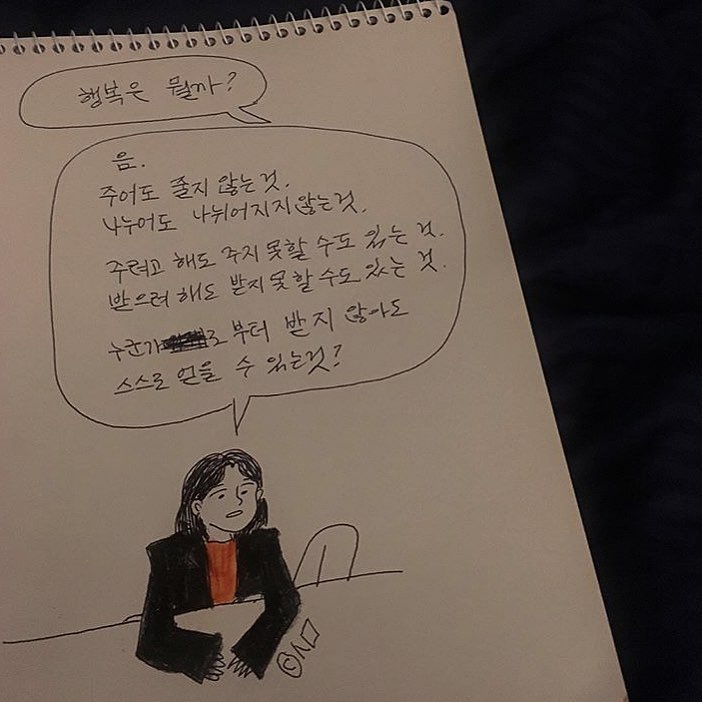 행복은 뭘까?
음.
주어도 줄지 않는 것.
나누어도 나뉘어지지 않는 것.
주려고 해도 주지 못할 수도 있는 것.
받으려 해도 받지 못할 수도 있는 것.
누군가로부터 받지 않아도
스스로 얻을 수 있는것?